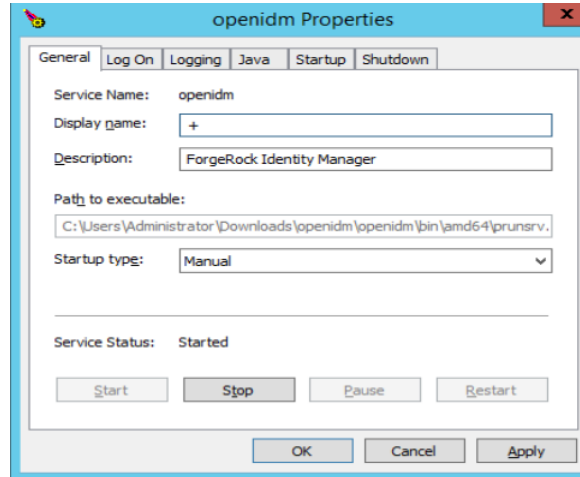 openidm Properties
x
General Log On Logging Java Startup Shutdown
Service Name: openidm
Display name: +
Description: ForgeRock Identity Manager
Path to executable:
C:\Users\Administrator\Downloads\openidm\openidm\bin\amd64\prunsrv.
Startup type: Manual
Service Status: Started
Start Stop Pause Restart
OK Cancel Apply